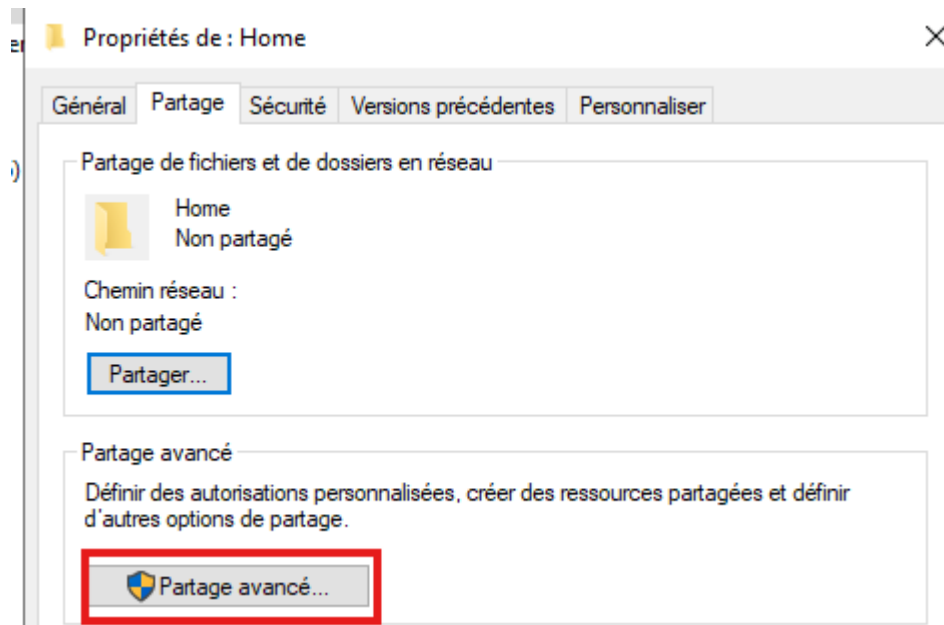 Propriétés de : Home
Général Partage Sécurité Versions précédentes Personnaliser
Partage de fichiers et de dossiers en réseau
Home
Non partagé
Chemin réseau :
Non partagé
Partager...
Partage avancé
Définir des autorisations personnalisées, créer des ressources partagées et définir
d'autres options de partage.
Partage avancé...